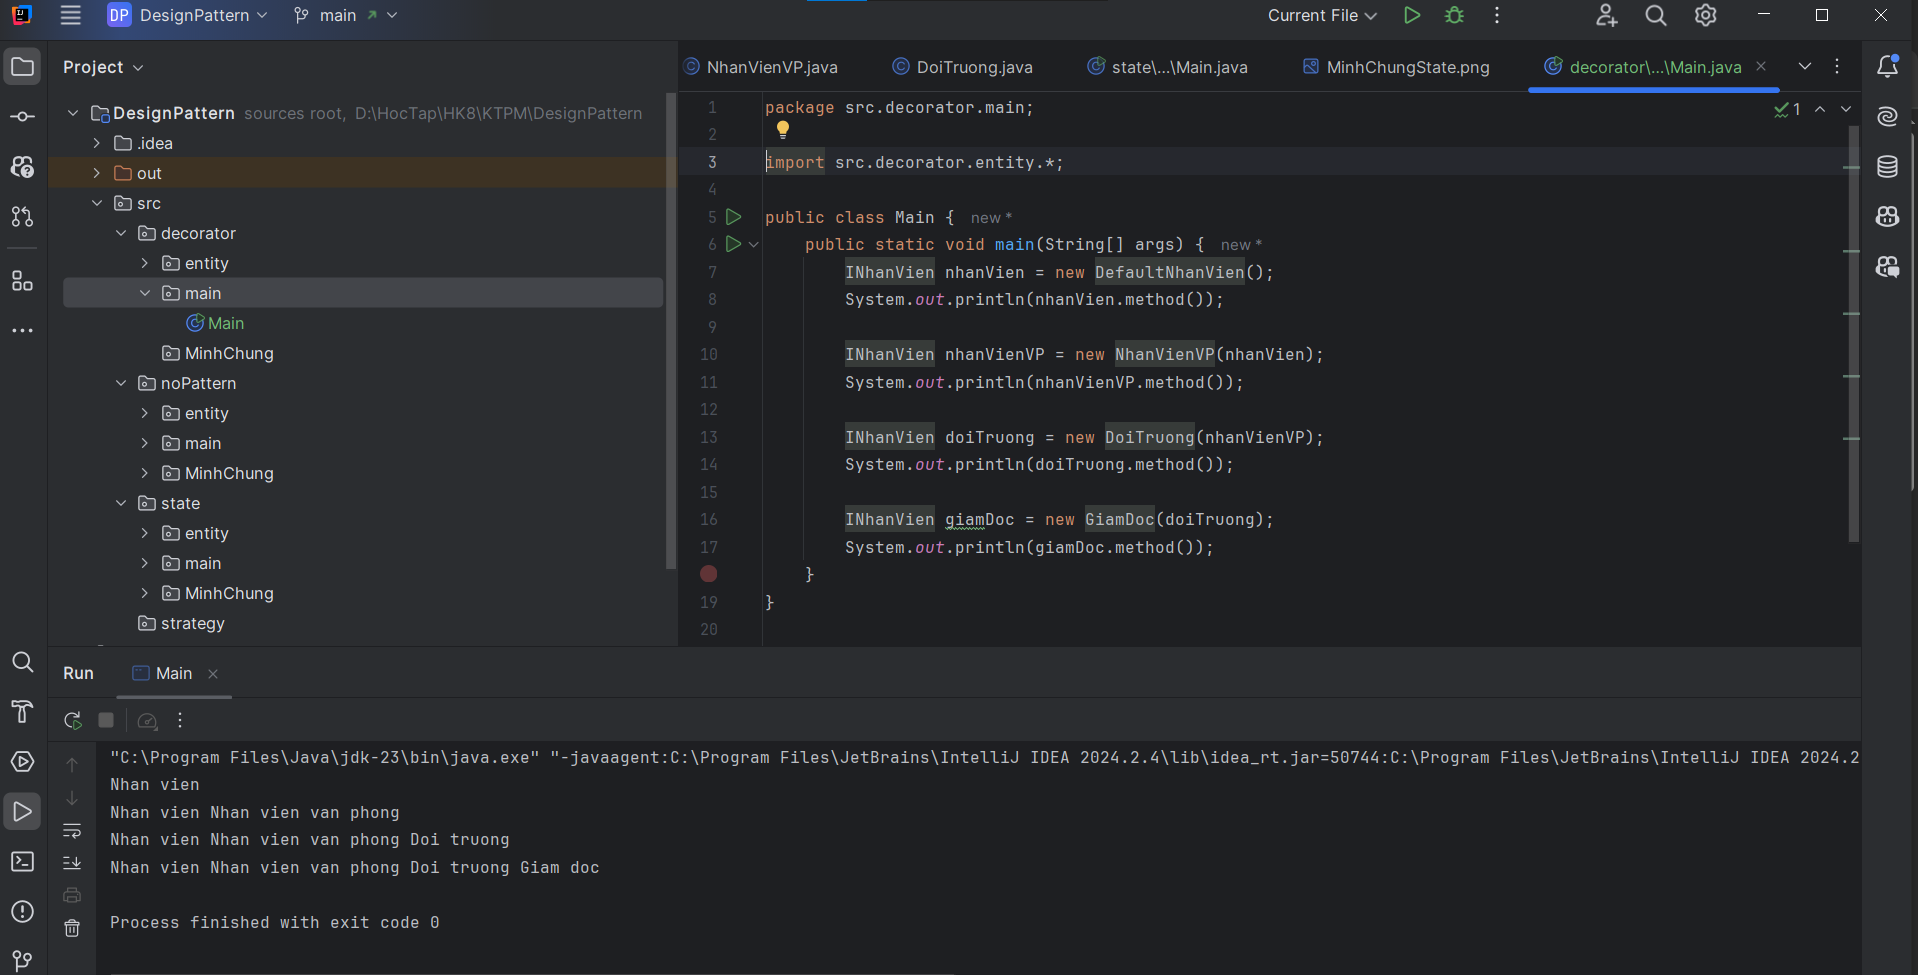 DP DesignPattern main Current File
Project
DesignPattern sources root, D:\HocTap\HK8\KTPM\DesignPattern
.idea
out
src
decorator
entity
main
Main
MinhChung
noPattern
entity
main
MinhChung
state
entity
main
MinhChung
strategy
NhanVienVP.java DoiTruong.java state\...\Main.java MinhChungState.png decorator\...\Main.java
1 package src.decorator.main; 1
2
3 import src.decorator.entity.*;
4
5 public class Main { new *
6 public static void main(String[] args) { new *
7 INhanVien nhanVien = new DefaultNhanVien();
8 System.out.println(nhanVien.method());
9
10 INhanVien nhanVienVP = new NhanVienVP(nhanVien);
11 System.out.println(nhanVienVP.method());
12
13 INhanVien doiTruong = new DoiTruong(nhanVienVP);
14 System.out.println(doiTruong.method());
15
16 INhanVien giamDoc = new GiamDoc(doiTruong);
17 System.out.println(giamDoc.method());
}
19 }
20
Run Main
"C:\Program Files\Java\jdk-23\bin\java.exe" "-javaagent:C:\Program Files\JetBrains\IntelliJ IDEA 2024.2.4\lib\idea_rt.jar=50744:C:\Program Files\JetBrains\IntelliJ IDEA 2024.2
Nhan vien
Nhan vien Nhan vien van phong
Nhan vien Nhan vien van phong Doi truong
Nhan vien Nhan vien van phong Doi truong Giam doc
Process finished with exit code 0